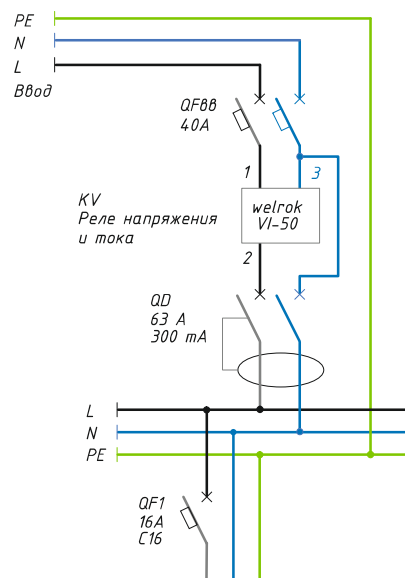 PE
N
L
Ввод
QFвв
40А
1
3
KV
Реле напряжения
и тока
welrok
VI-50
2
QD
63 А
300 mA
L
N
PE
QF1
16А
C16